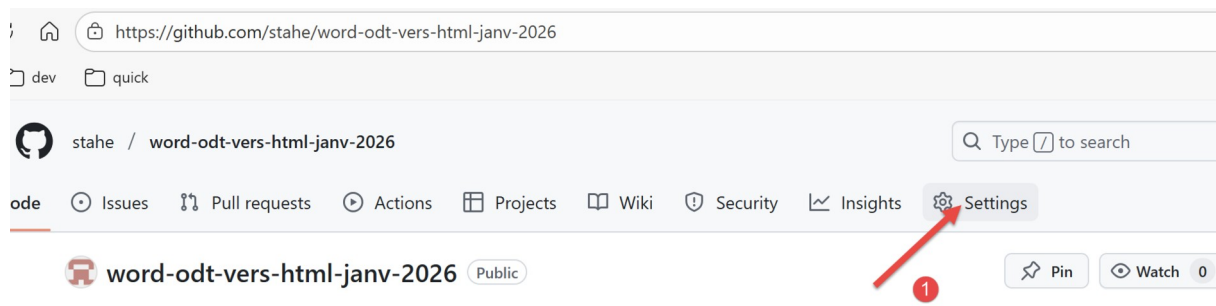 https://github.com/stahe/word-odt-vers-html-janv-2026
dev quick
stahe / word-odt-vers-html-janv-2026 Type / to search
ode Issues Pull requests Actions Projects Wiki Security Insights Settings
word-odt-vers-html-janv-2026 Public Pin Watch 0
1